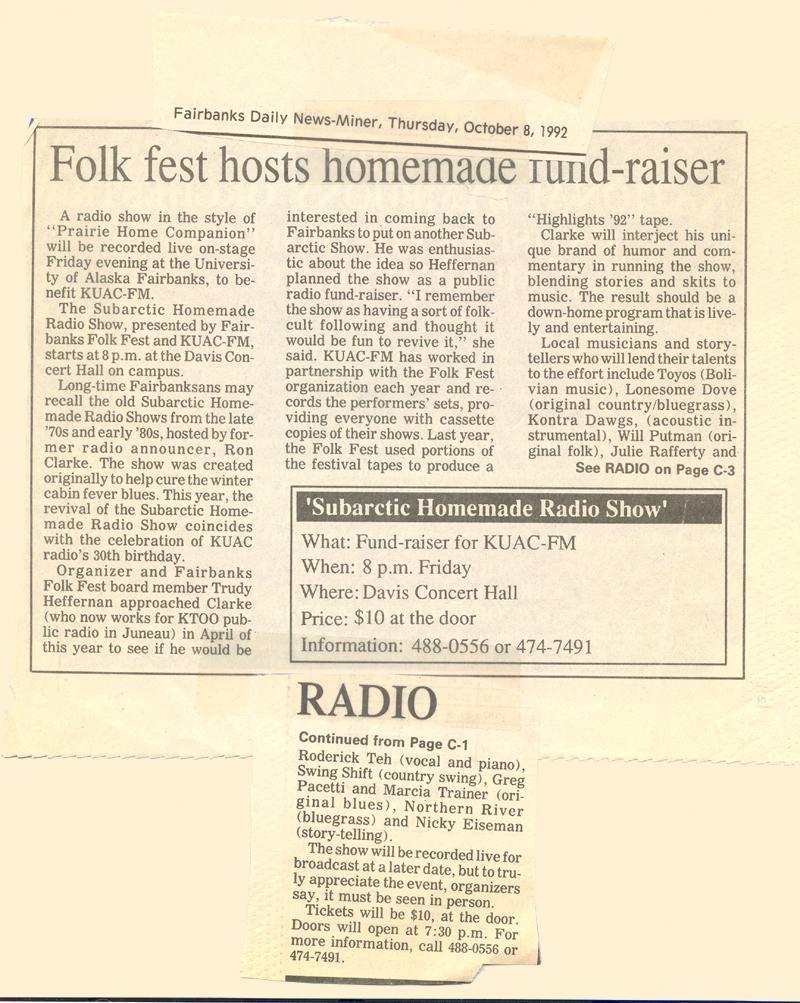 Fairbanks Daily News-Miner, Thursday, October 8, 1992
Folk fest hosts homemade fund-raiser
A radio show in the style of
"Prairie Home Companion"
will be recorded live on-stage
Friday evening at the Universi-
ty of Alaska Fairbanks, to be-
nefit KUAC-FM.
The Subarctic Homemade
Radio Show, presented by Fair-
banks Folk Fest and KUAC-FM,
starts at 8 p.m. at the Davis Con-
cert Hall on campus.
Long-time Fairbanksans may
recall the old Subarctic Home-
made Radio Shows from the late
'70s and early '80s, hosted by for-
mer radio announcer, Ron
Clarke. The show was created
originally to help cure the winter
cabin fever blues. This year, the
revival of the Subarctic Home-
made Radio Show coincides
with the celebration of KUAC
radio's 30th birthday.
Organizer and Fairbanks
Folk Fest board member Trudy
Heffernan approached Clarke
(who now works for KTOO pub-
lic radio in Juneau) in April of
this year to see if he would be
interested in coming back to
Fairbanks to put on another Sub-
arctic Show. He was enthusias-
tic about the idea so Heffernan
planned the show as a public
radio fund-raiser. "I remember
the show as having a sort of folk-
cult following and thought it
would be fun to revive it," she
said. KUAC-FM has worked in
partnership with the Folk Fest
organization each year and re-
cords the performers' sets, pro-
viding everyone with cassette
copies of their shows. Last year,
the Folk Fest used portions of
the festival tapes to produce a
"Highlights '92" tape.
Clarke will interject his uni-
que brand of humor and com-
mentary in running the show,
blending stories and skits to
music. The result should be a
down-home program that is live-
ly and entertaining.
Local musicians and story-
tellers who will lend their talents
to the effort include Toyos (Boli-
vian music), Lonesome Dove
(original country/bluegrass),
Kontra Dawgs, (acoustic in-
strumental), Will Putman (ori-
ginal folk), Julie Rafferty and
See RADIO on Page C-3
'Subarctic Homemade Radio Show'
What: Fund-raiser for KUAC-FM
When: 8 p.m. Friday
Where: Davis Concert Hall
Price: $10 at the door
Information: 488-0556 or 474-7491
RADIO
Continued from Page C-1
Roderick Teh (vocal and piano),
Swing Shift (country swing), Greg
Pacetti and Marcia Trainer (ori-
ginal blues), Northern River
(bluegrass) and Nicky Eiseman
(story-telling).
The show will be recorded live for
broadcast at a later date, but to tru-
ly appreciate the event, organizers
say, it must be seen in person.
Tickets will be $10, at the door.
Doors will open at 7:30 p.m. For
more information, call 488-0556 or
474-7491.